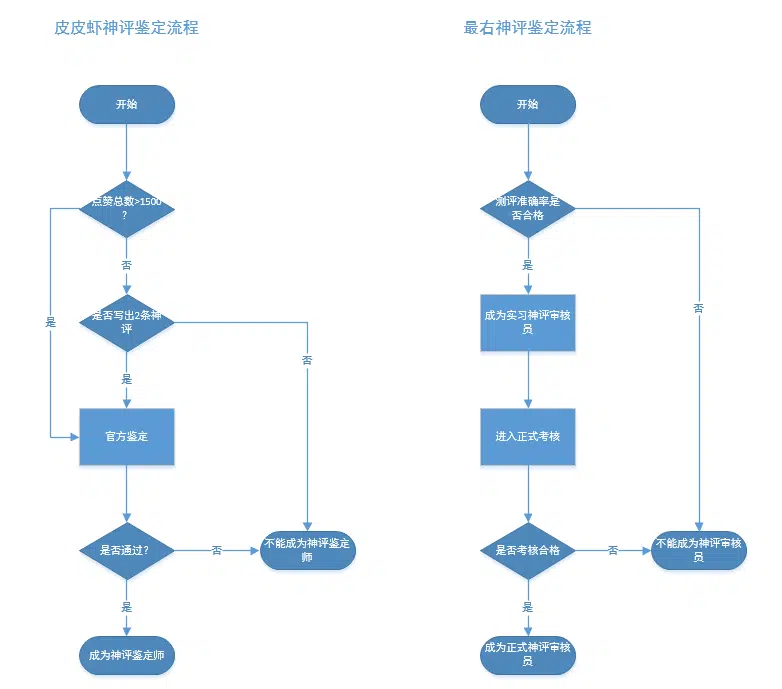 皮皮虾神评鉴定流程
开始
点赞总数>1500
?
否
是
是否写出2条神
评
否
是
官方鉴定
是否通过?
否
不能成为神评鉴定
师
是
成为神评鉴定师
最右神评鉴定流程
开始
测评准确率是
否合格
是
否
成为实习神评审核
员
进入正式考核
是否考核合格
否
不能成为神评审核
员
是
成为正式神评审核
员